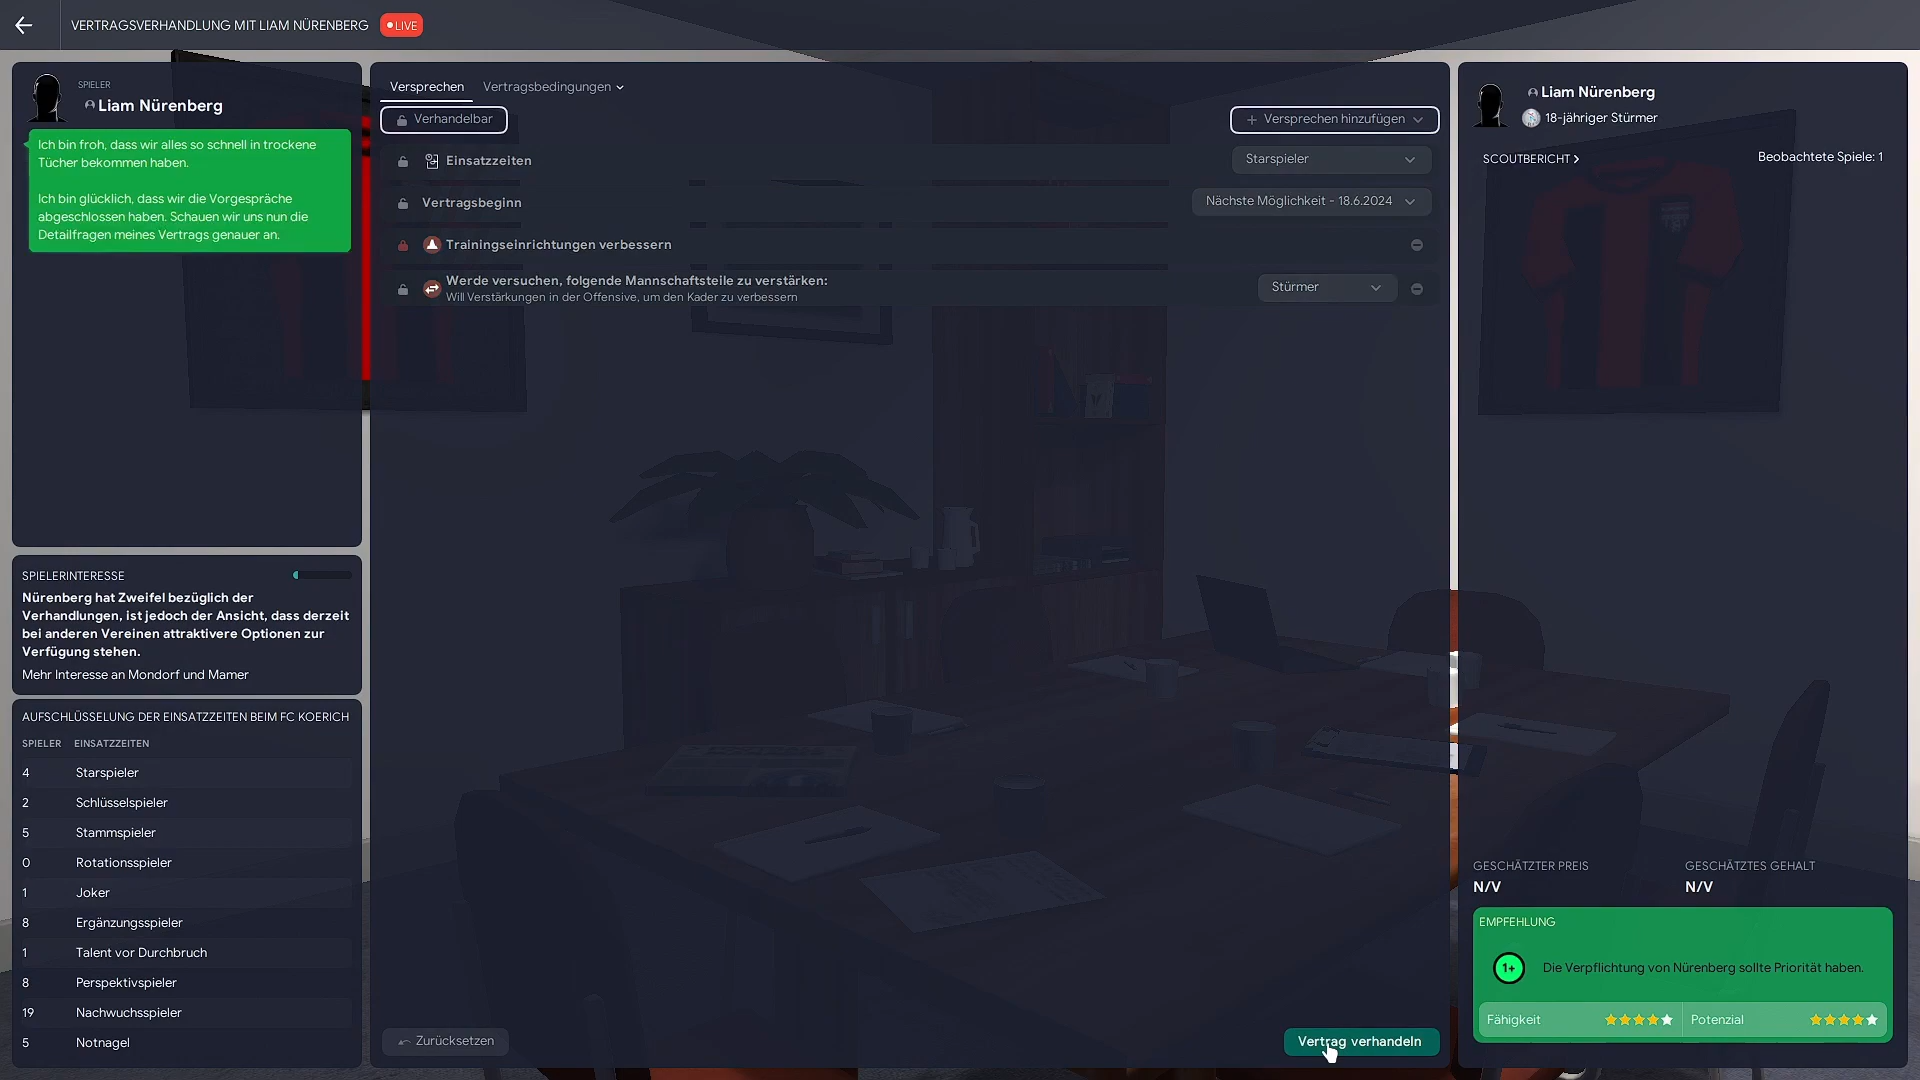 VERTRAGSVERHANDLUNG MIT LIAM NÜRENBERG LIVE
SPIELER
Liam Nürenberg
Ich bin froh, dass wir alles so schnell in trockene
Tücher bekommen haben.
Ich bin glücklich, dass wir die Vorgespräche
abgeschlossen haben. Schauen wir uns nun die
Detailfragen meines Vertrags genauer an.
SPIELERINTERESSE
Nürenberg hat Zweifel bezüglich der
Verhandlungen, ist jedoch der Ansicht, dass derzeit
bei anderen Vereinen attraktivere Optionen zur
Verfügung stehen.
Mehr Interesse an Mondorf und Mamer
AUFSCHLÜSSELUNG DER EINSATZZEITEN BEIM FC KOERICH
SPIELER EINSATZZEITEN
4 Starspieler
2 Schlüsselspieler
5 Stammspieler
0 Rotationsspieler
1 Joker
8 Ergänzungsspieler
1 Talent vor Durchbruch
8 Perspektivspieler
19 Nachwuchsspieler
5 Notnagel
Versprechen Vertragsbedingungen
Verhandelbar
Versprechen hinzufügen
Einsatzzeiten Starspieler
Vertragsbeginn Nächste Möglichkeit - 18.6.2024
Trainingseinrichtungen verbessern
Werde versuchen, folgende Mannschaftsteile zu verstärken:
Will Verstärkungen in der Offensive, um den Kader zu verbessern
Stürmer
Zurücksetzen
Vertrag verhandeln
Liam Nürenberg
18-jähriger Stürmer
SCOUTBERICHT
Beobachtete Spiele: 1
GESCHÄTZTER PREIS GESCHÄTZTES GEHALT
N/V N/V
EMPFEHLUNG
1+ Die Verpflichtung von Nürenberg sollte Priorität haben.
Fähigkeit Potenzial